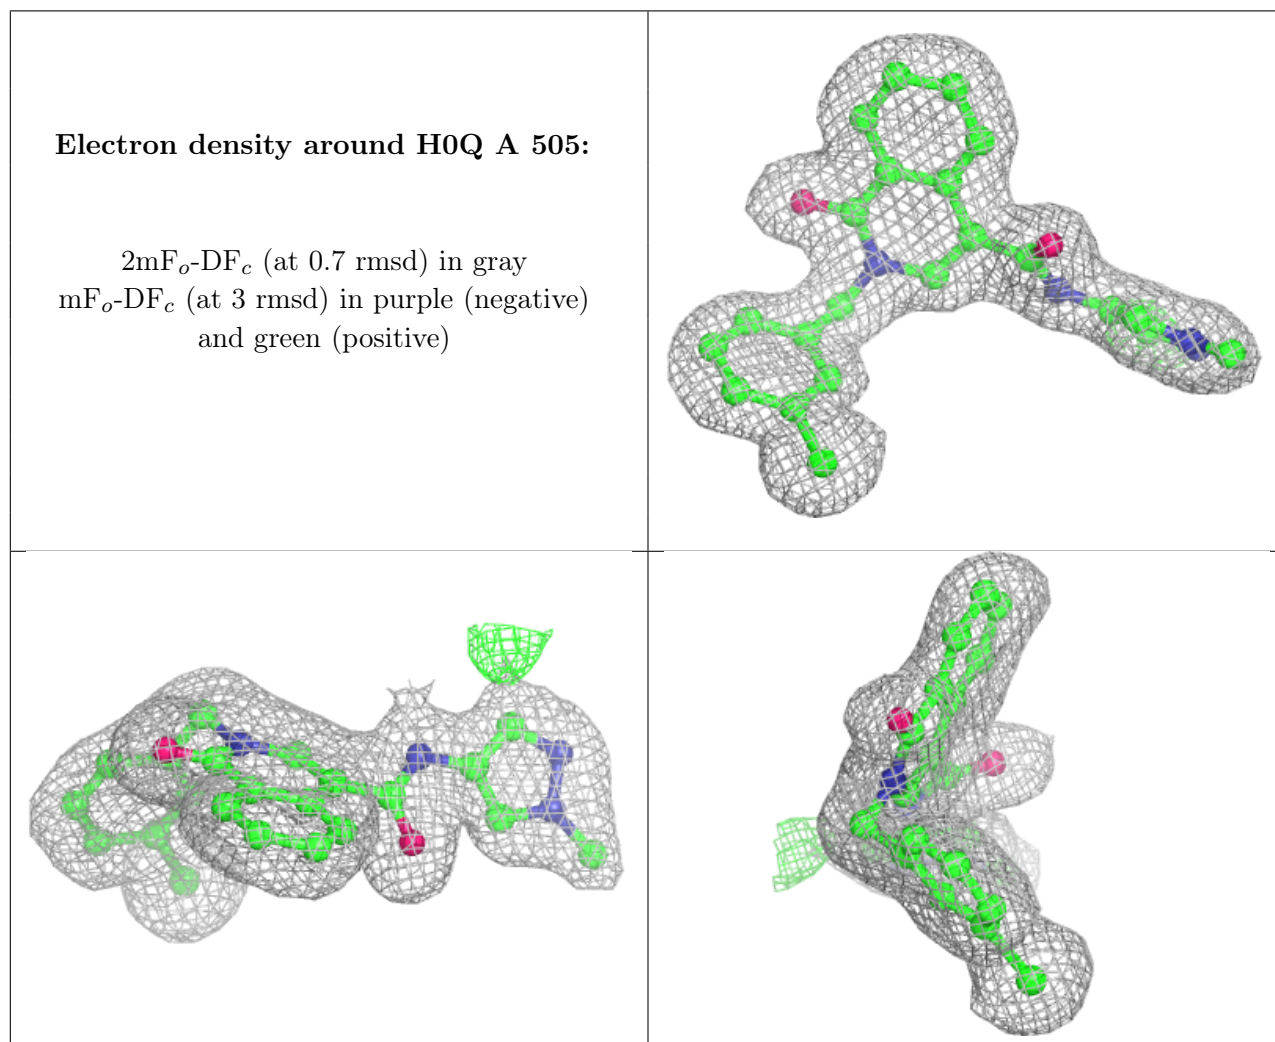 Electron density around H0Q A 505:
2mFo-DFc (at 0.7 rmsd) in gray
mFo-DFc (at 3 rmsd) in purple (negative)
and green (positive)